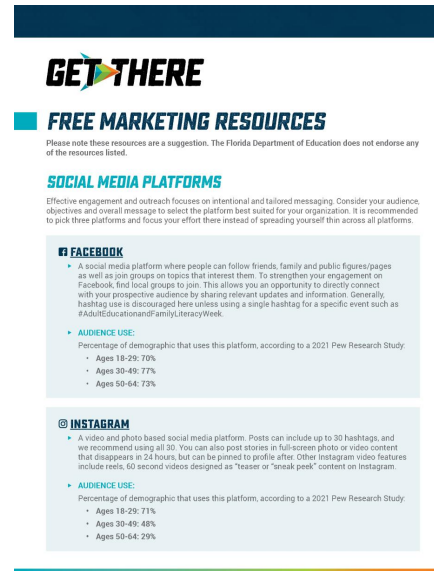 GET THERE
FREE MARKETING RESOURCES
Please note these resources are a suggestion. The Florida Department of Education does not endorse any
of the resources listed.
SOCIAL MEDIA PLATFORMS
Effective engagement and outreach focuses on intentional and tailored messaging. Consider your audience,
objectives and overall message to select the platform best suited for your organization. It is recommended
to pick three platforms and focus your effort there instead of spreading yourself thin across all platforms.
FACEBOOK
▸ A social media platform where people can follow friends, family and public figures/pages
as well as join groups on topics that interest them. To strengthen your engagement on
Facebook, find local groups to join. This allows you an opportunity to directly connect
with your prospective audience by sharing relevant updates and information. Generally,
hashtag use is discouraged here unless using a single hashtag for a specific event such as
#AdultEducationandFamilyLiteracyWeek.
▸ AUDIENCE USE:
Percentage of demographic that uses this platform, according to a 2021 Pew Research Study:
• Ages 18-29: 70%
• Ages 30-49: 77%
• Ages 50-64: 73%
INSTAGRAM
▸ A video and photo based social media platform. Posts can include up to 30 hashtags, and
we recommend using all 30. You can also post stories in full-screen photo or video content
that disappears in 24 hours, but can be pinned to profile after. Other Instagram video features
include reels, 60 second videos designed as “teaser or “sneak peek” content on Instagram.
▸ AUDIENCE USE:
Percentage of demographic that uses this platform, according to a 2021 Pew Research Study:
• Ages 18-29: 71%
• Ages 30-49: 48%
• Ages 50-64: 29%